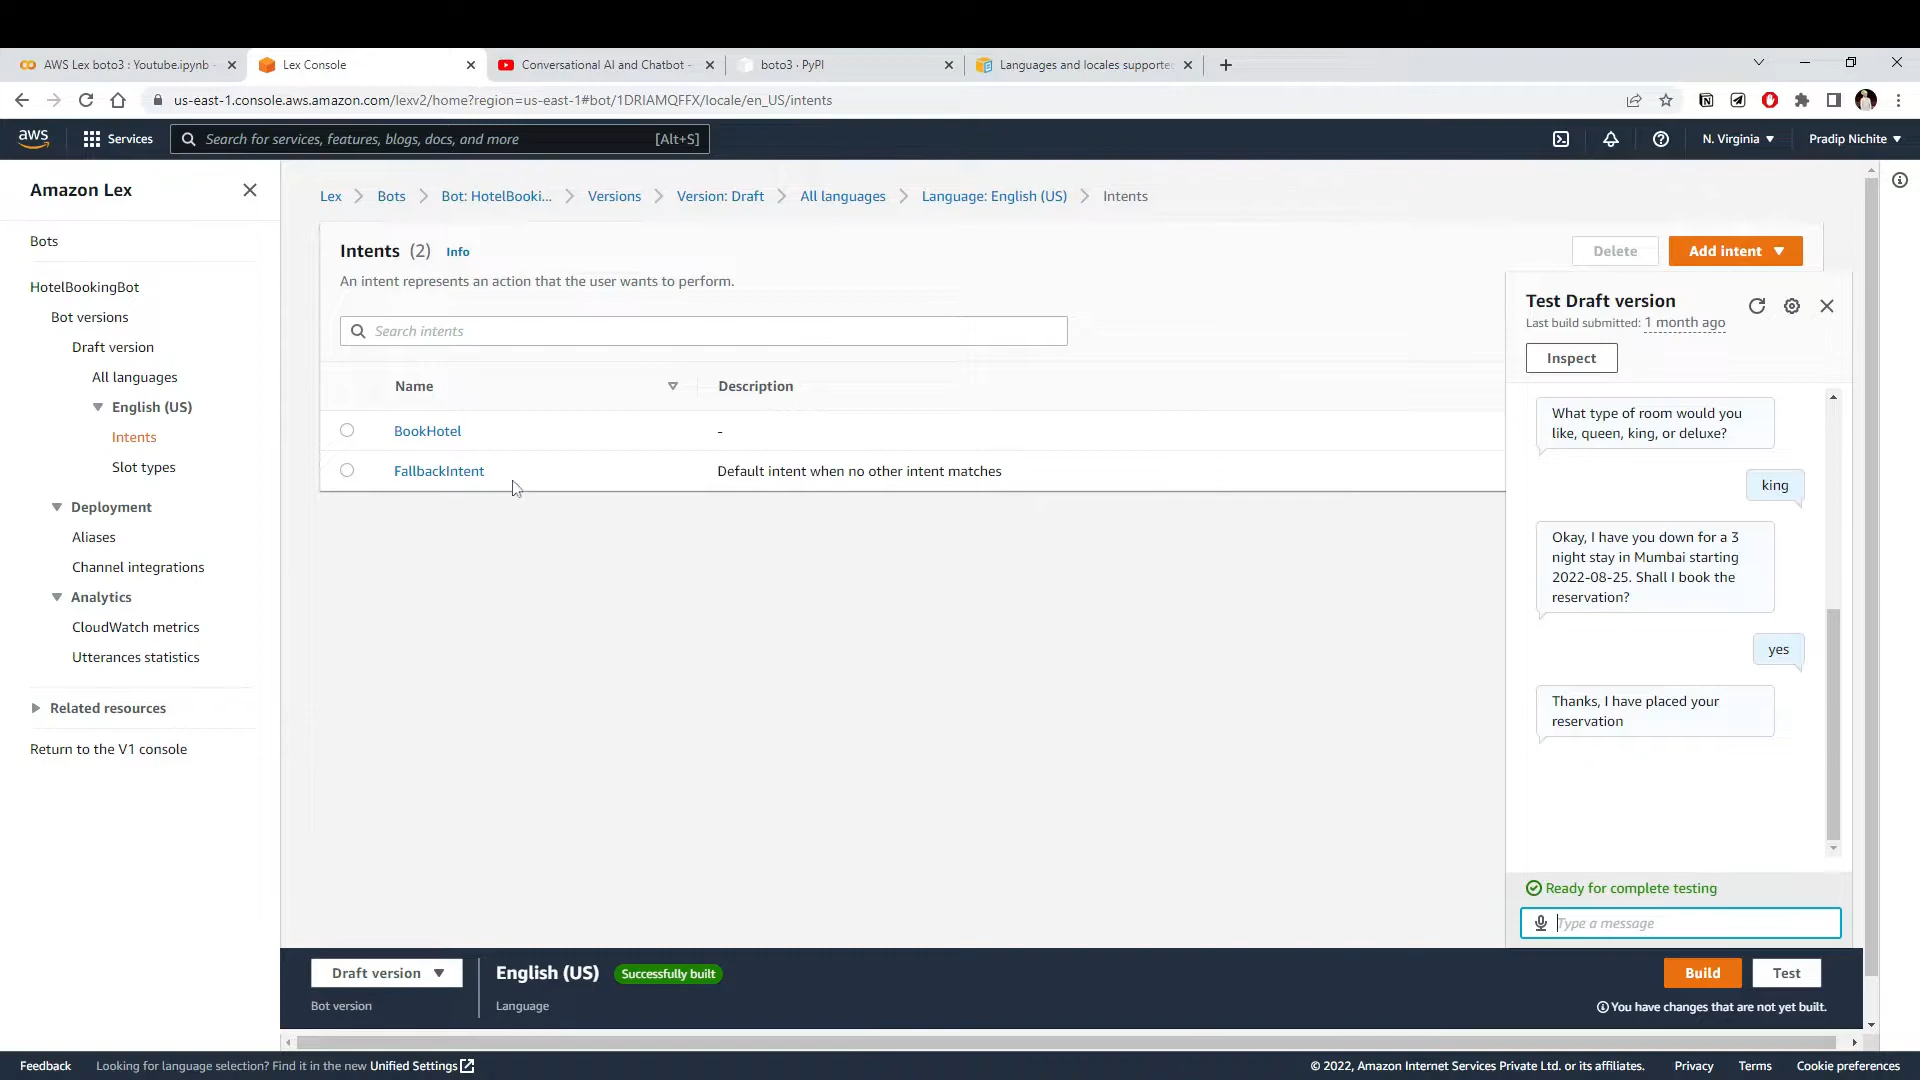 AWS Lex boto3 : Youtube.ipynb -
Lex Console
Conversational AI and Chatbot -
boto3 · PyPI
Languages and locales supported
us-east-1.console.aws.amazon.com/lexv2/home?region=us-east-1#bot/1DRIAMQFFX/locale/en_US/intents
aws
Services
Search for services, features, blogs, docs, and more
[Alt+S]
N. Virginia
Pradip Nichite
Amazon Lex
Bots
HotelBookingBot
Bot versions
Draft version
All languages
English (US)
Intents
Slot types
Deployment
Aliases
Channel integrations
Analytics
CloudWatch metrics
Utterances statistics
Related resources
Return to the V1 console
Lex
Bots
Bot: HotelBooki...
Versions
Version: Draft
All languages
Language: English (US)
Intents
Intents (2)
Info
An intent represents an action that the user wants to perform.
Delete
Add intent
Search intents
Name
Description
BookHotel
-
FallbackIntent
Default intent when no other intent matches
Test Draft version
Last build submitted: 1 month ago
Inspect
What type of room would you
like, queen, king, or deluxe?
king
Okay, I have you down for a 3
night stay in Mumbai starting
2022-08-25. Shall I book the
reservation?
yes
Thanks, I have placed your
reservation
Ready for complete testing
Type a message
Draft version
Bot version
English (US)
Successfully built
Language
Build
Test
You have changes that are not yet built.
Feedback
Looking for language selection? Find it in the new Unified Settings
© 2022, Amazon Internet Services Private Ltd. or its affiliates.
Privacy
Terms
Cookie preferences